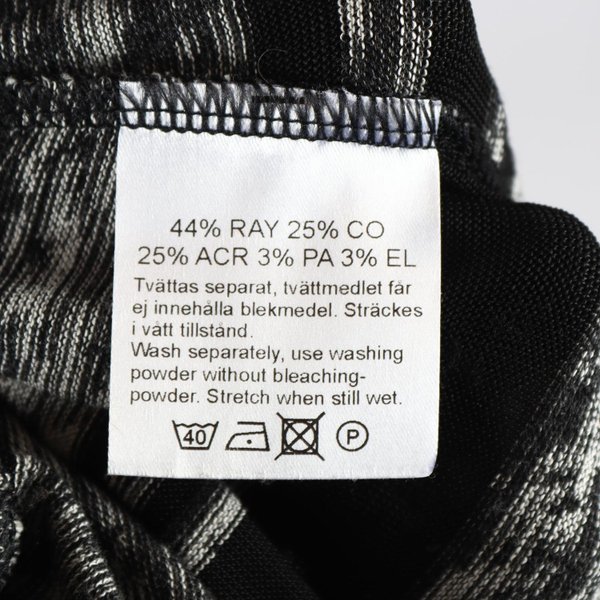 44% RAY 25% CO
25% ACR 3% PA 3% EL
Tvättas separat, tvättmedlet får
ej innehålla blekmedel. Sträckes
i vått tillstånd.
Wash separately, use washing
powder without bleaching-
powder. Stretch when still wet.
40 P